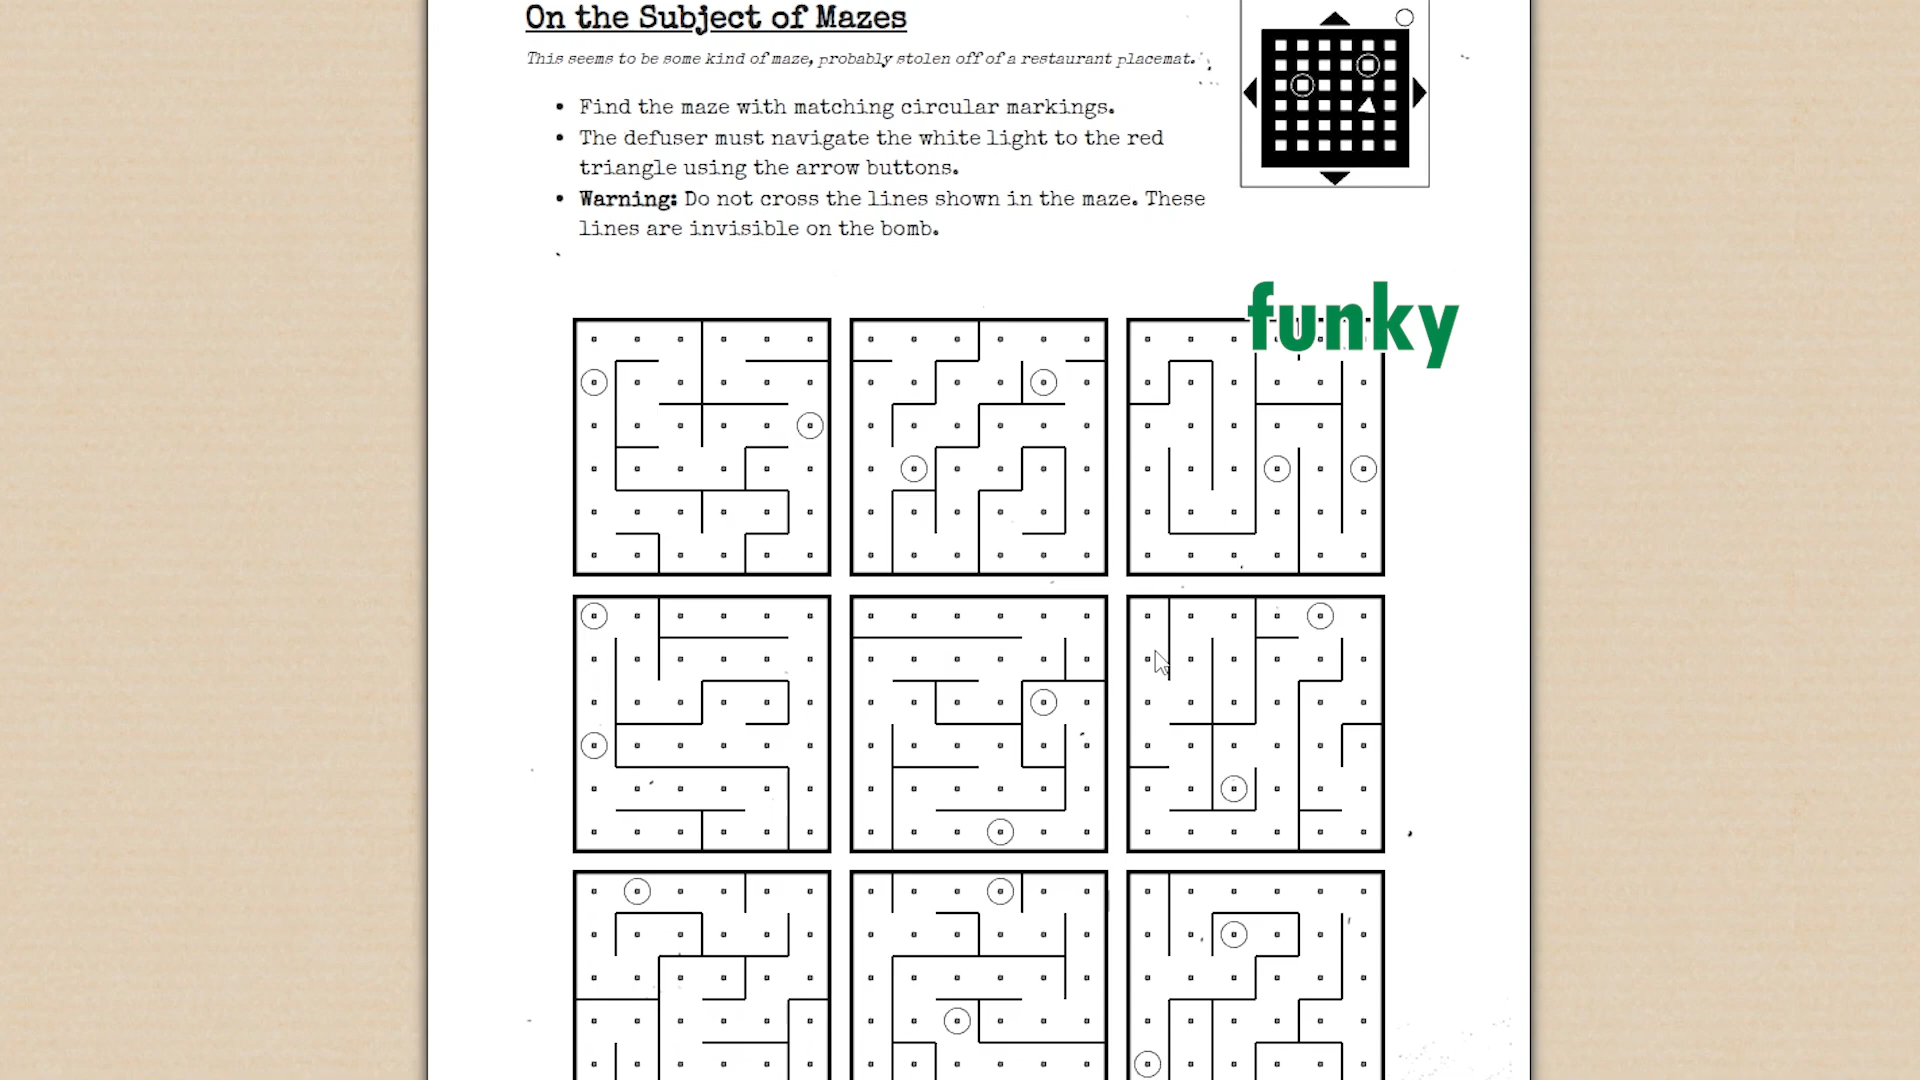 On the Subject of Mazes
This seems to be some kind of maze, probably stolen off of a restaurant placemat.
• Find the maze with matching circular markings.
• The defuser must navigate the white light to the red
triangle using the arrow buttons.
• Warning: Do not cross the lines shown in the maze. These
lines are invisible on the bomb.
funky